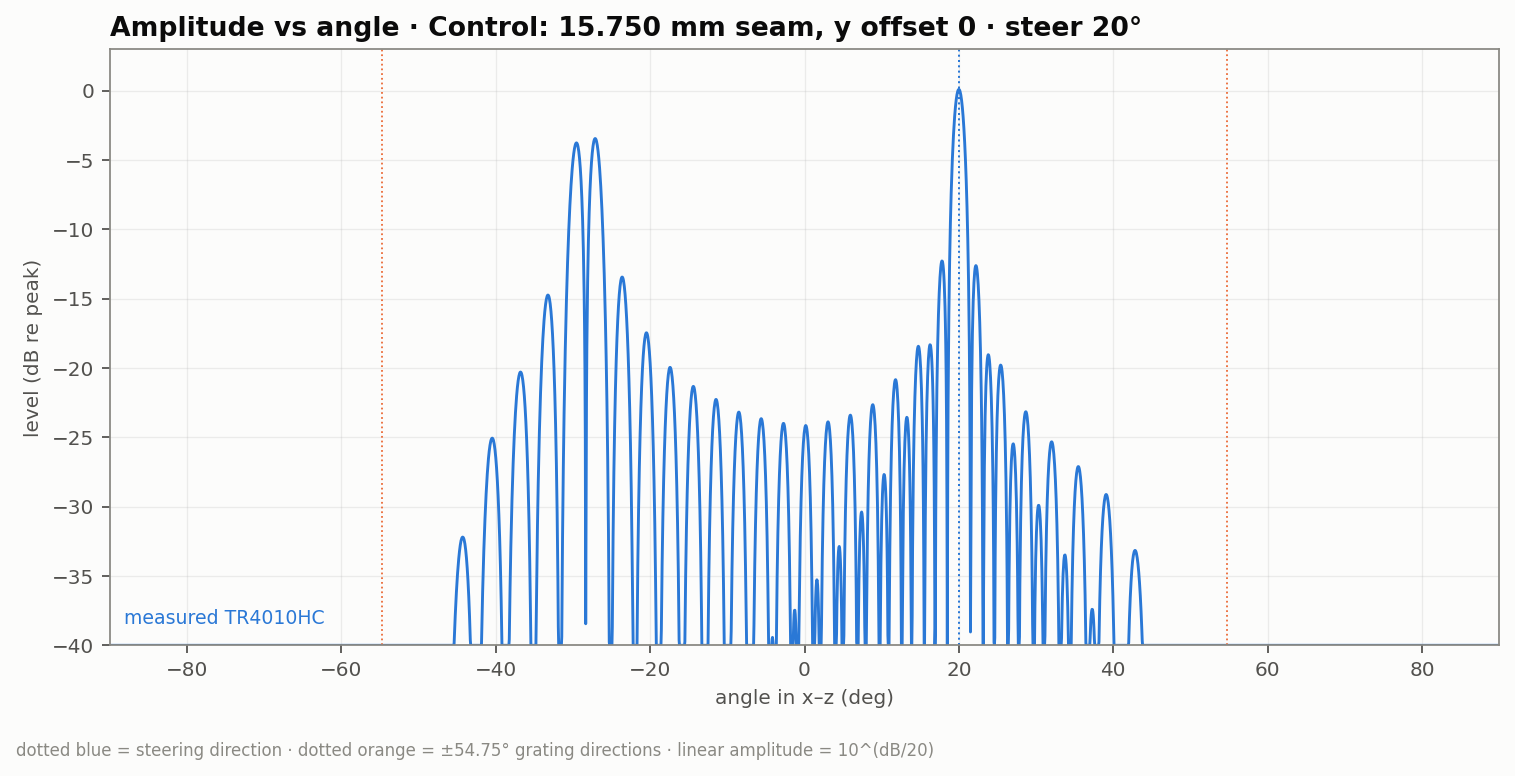 Amplitude vs angle · Control: 15.750 mm seam, y offset 0 · steer 20°
level (dB re peak)
0
−5
−10
−15
−20
−25
−30
−35
−40
measured TR4010HC
−80 −60 −40 −20 0 20 40 60 80
angle in x–z (deg)
dotted blue = steering direction · dotted orange = ±54.75° grating directions · linear amplitude = 10^(dB/20)